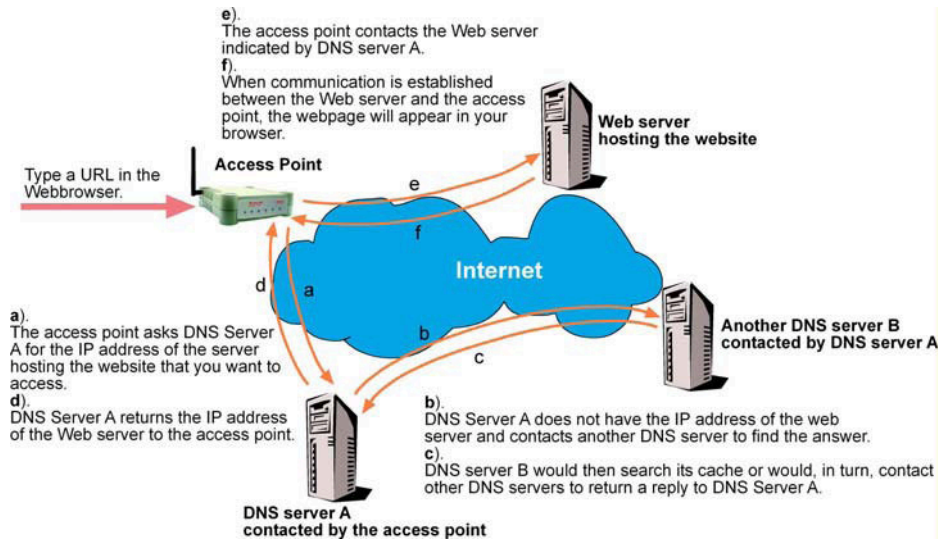 e).
The access point contacts the Web server
indicated by DNS server A.
f).
When communication is established
between the Web server and the access
point, the webpage will appear in your
browser.
Web server
hosting the website
Access Point
Type a URL in the
Webbrowser.
e
f
Internet
d
a
b
c
Another DNS server B
contacted by DNS server A
a).
The access point asks DNS Server
A for the IP address of the server
hosting the website that you want to
access.
d).
DNS Server A returns the IP address
of the Web server to the access point.
b).
DNS Server A does not have the IP address of the web
server and contacts another DNS server to find the answer.
c).
DNS server B would then search its cache or would, in turn, contact
other DNS servers to return a reply to DNS Server A.
DNS server A
contacted by the access point